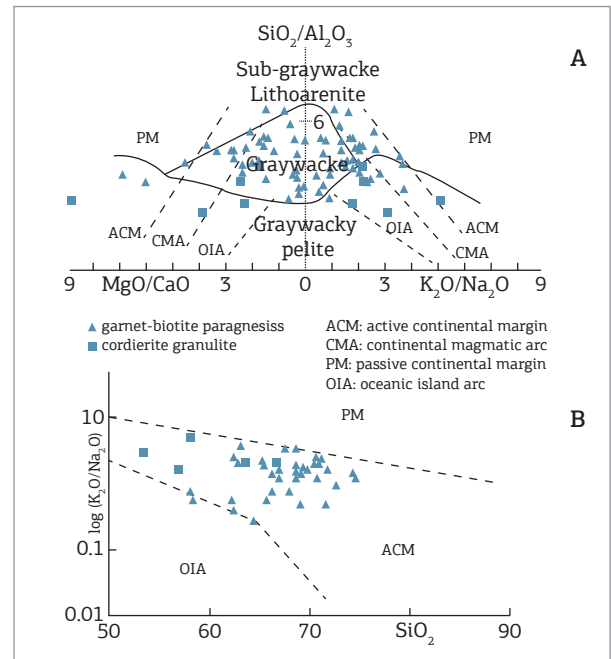 SiO₂/Al₂O₃
A
Sub-graywacke
Lithoarenite
6
PM
PM
Graywacke
Graywacky
pelite
ACM
CMA
OIA
OIA
ACM
CMA
9 MgO/CaO 3 0 3 K₂O/Na₂O 9
garnet-biotite paragnesiss
cordierite granulite
ACM: active continental margin
CMA: continental magmatic arc
PM: passive continental margin
OIA: oceanic island arc
B
10
PM
log (K₂O/Na₂O)
0.1
ACM
OIA
0.01
50 60 70 SiO₂ 90